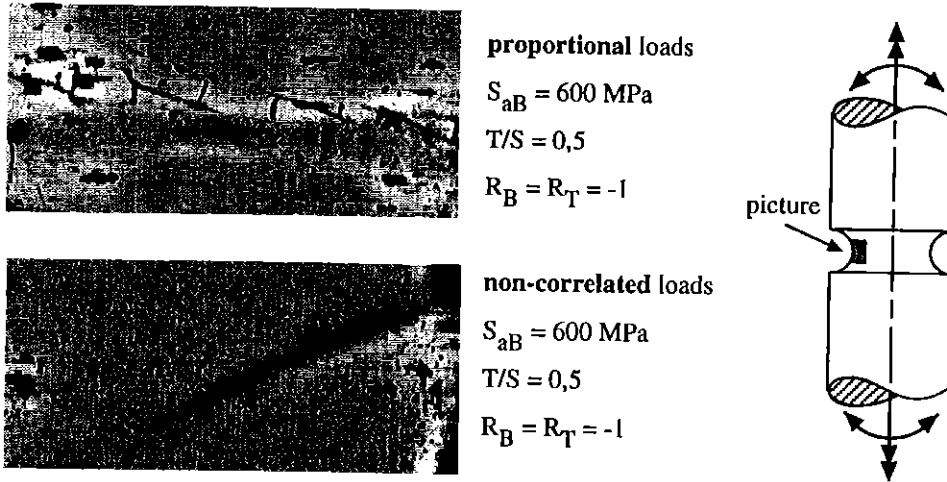 proportional loads
S_aB = 600 MPa
T/S = 0,5
R_B = R_T = -1
picture
non-correlated loads
S_aB = 600 MPa
T/S = 0,5
R_B = R_T = -1